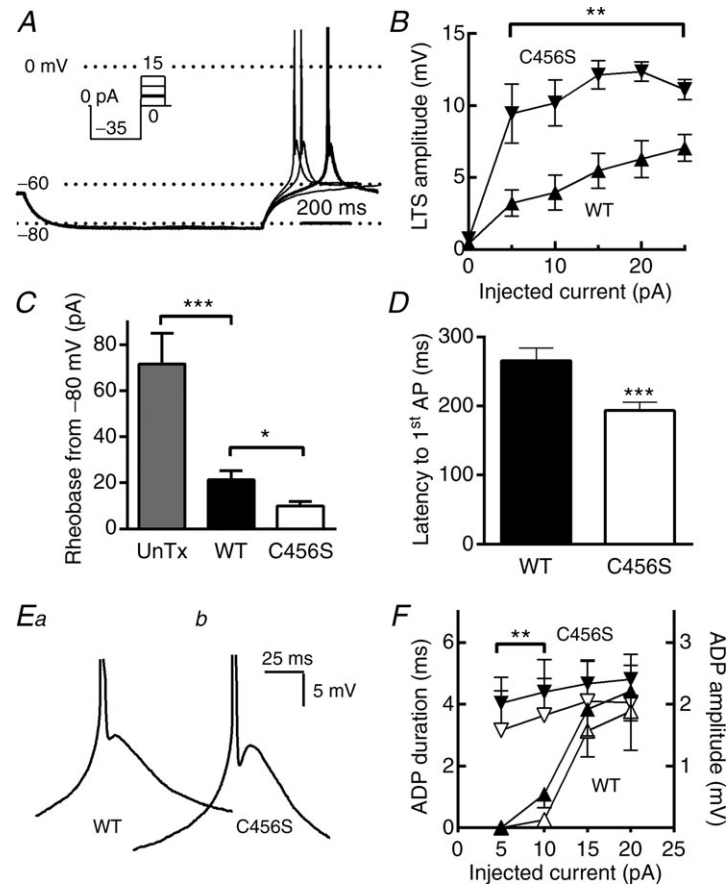 A
0 mV
15
0 pA
−35
0
−60
−80
200 ms
B
**
LTS amplitude (mV)
15
10
5
0
C456S
WT
0
10
20
Injected current (pA)
C
***
*
Rheobase from −80 mV (pA)
80
60
40
20
0
UnTx
WT
C456S
D
Latency to 1st AP (ms)
300
200
100
0
***
WT
C456S
Ea
b
25 ms
5 mV
WT
C456S
F
**
C456S
ADP duration (ms)
6
4
2
0
WT
3
2
1
ADP amplitude (mV)
0
5
10
15
20
25
Injected current (pA)